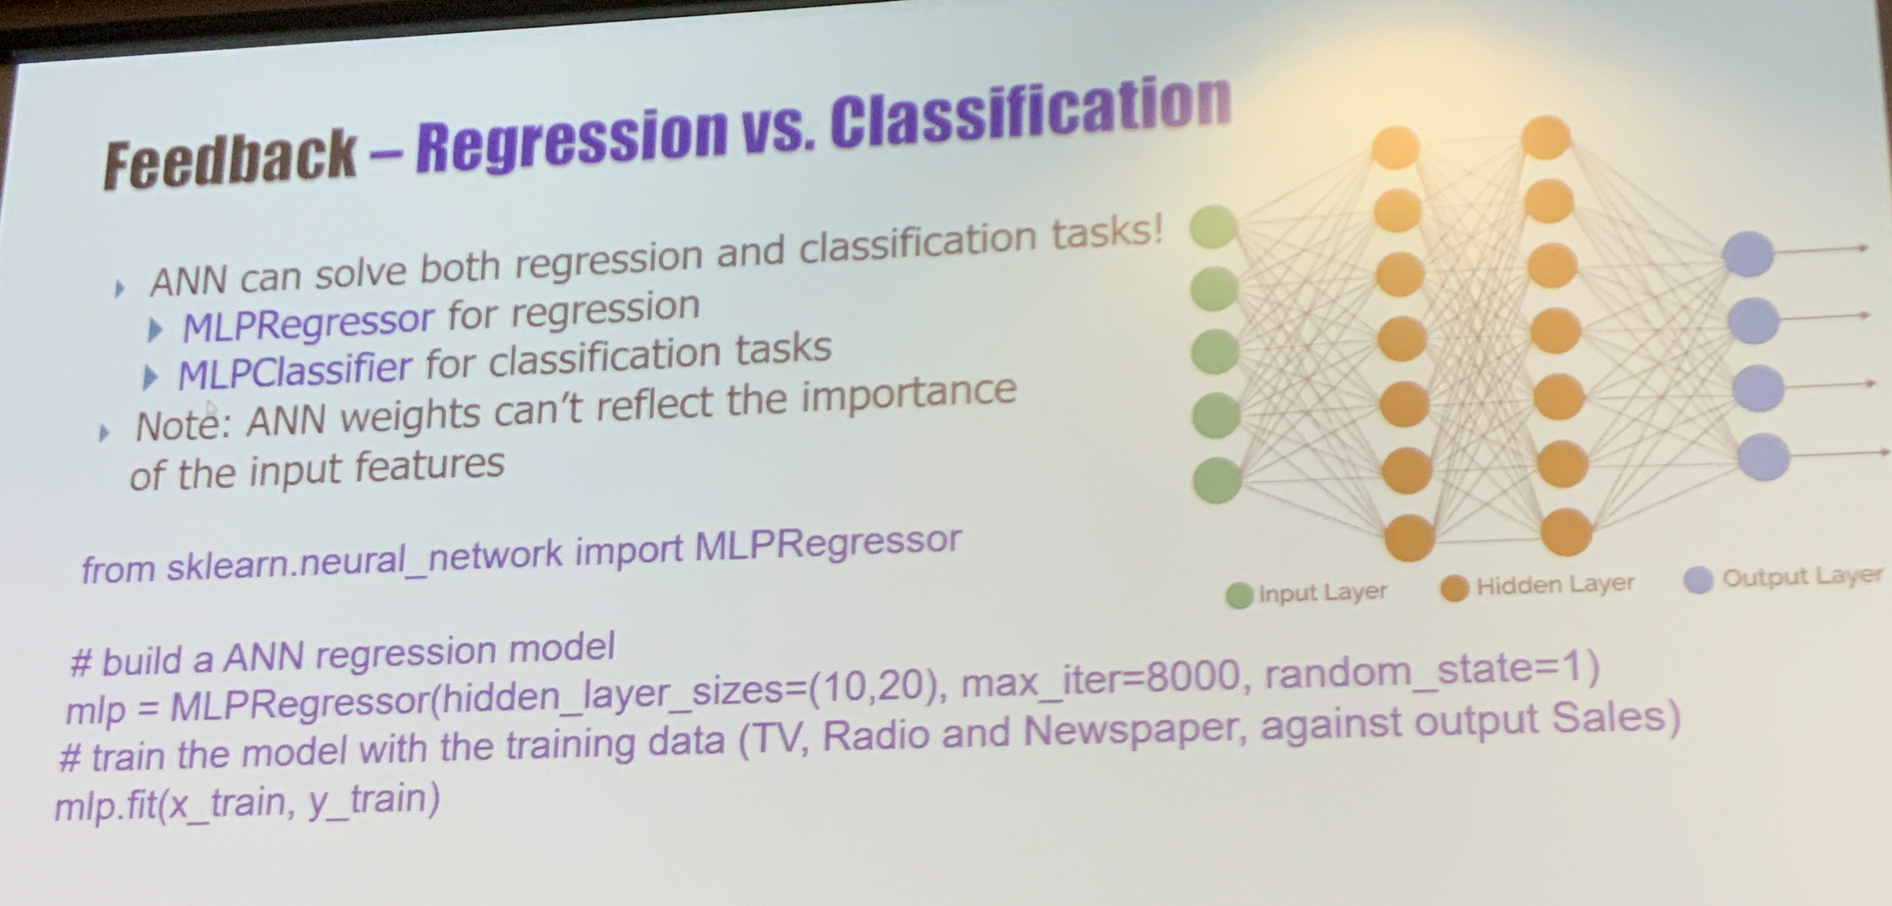 Feedback – Regression vs. Classification
ANN can solve both regression and classification tasks!
MLPRegressor for regression
MLPClassifier for classification tasks
Note: ANN weights can't reflect the importance
of the input features
from sklearn.neural_network import MLPRegressor
Input Layer
Hidden Layer
Output Layer
# build a ANN regression model
mlp = MLPRegressor(hidden_layer_sizes=(10,20), max_iter=8000, random_state=1)
# train the model with the training data (TV, Radio and Newspaper, against output Sales)
mlp.fit(x_train, y_train)